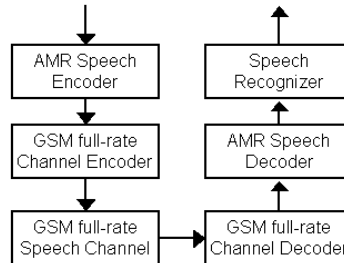 AMR Speech
Encoder
GSM full-rate
Channel Encoder
GSM full-rate
Speech Channel
GSM full-rate
Channel Decoder
AMR Speech
Decoder
Speech
Recognizer